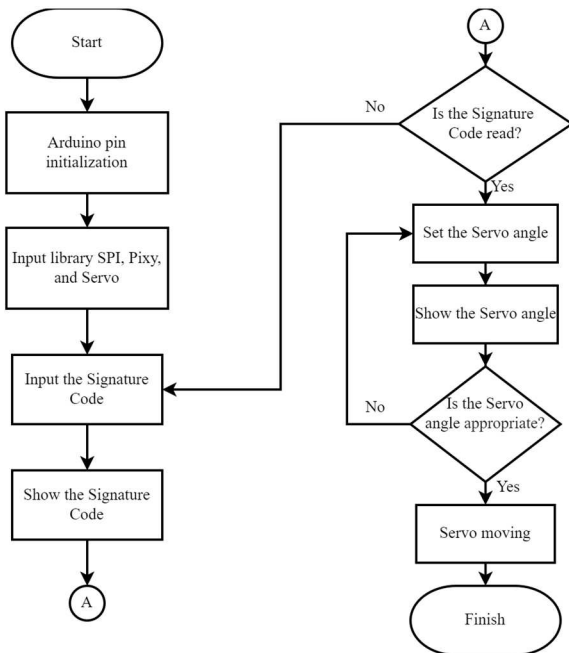 Start
Arduino pin
initialization
Input library SPI, Pixy,
and Servo
Input the Signature
Code
Show the Signature
Code
A
A
Is the Signature
Code read?
No
Yes
Set the Servo angle
Show the Servo angle
Is the Servo
angle appropriate?
No
Yes
Servo moving
Finish